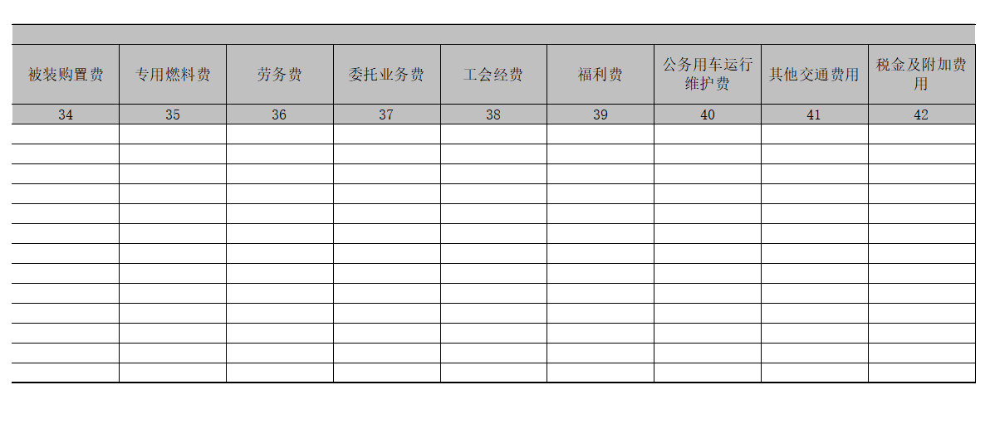 被装购置费 专用燃料费 劳务费 委托业务费 工会经费 福利费 公务用车运行 其他交通费用 税金及附加费
维护费 用
34 35 36 37 38 39 40 41 42